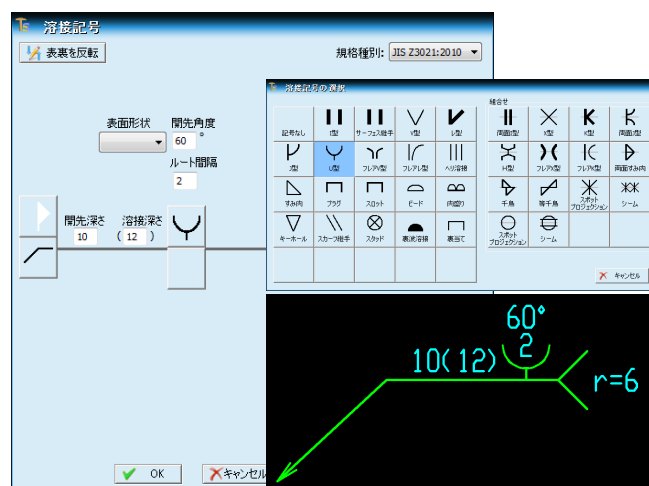 溶接記号
表裏を反転
規格種別: JIS Z3021:2010
表面形状
開先角度
60 °
ルート間隔
2
開先深さ
溶接深さ
10
( 12 )
OK
キャンセル
溶接記号の選択
記号なし
I型
サーフェス継手
V型
レ型
J型
U型
フレアV型
フレアレ型
ヘリ溶接
すみ肉
プラグ
スロット
ビード
肉盛り
キーホール
スカーフ継手
スタッド
裏波溶接
裏当て
組合せ
両面I型
X型
K型
両面J型
H型
フレアX型
フレアK型
両面すみ肉
千鳥
等千鳥
スポット
プロジェクション
シーム
スポット
プロジェクション
シーム
キャンセル
60°
10(12)
2
r=6